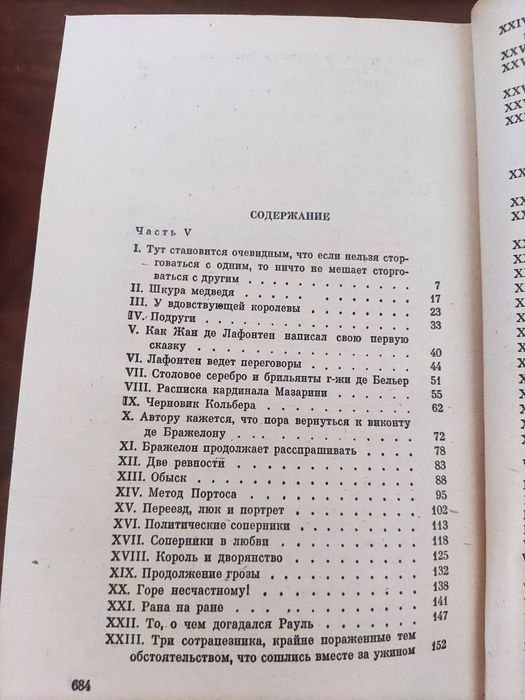 СОДЕРЖАНИЕ
Часть V
I. Тут становится очевидным, что если нельзя стор-
говаться с одним, то ничто не мешает сторго-
ваться с другим . . . . . . . . . . 7
II. Шкура медведя . . . . . . . . . . 17
III. У вдовствующей королевы . . . . . . . 23
IV. Подруги . . . . . . . . . . . . 33
V. Как Жан де Лафонтен написал свою первую
сказку . . . . . . . . . . . . 40
VI. Лафонтен ведет переговоры . . . . . . 44
VII. Столовое серебро и брильянты г-жи де Бельер 51
VIII. Расписка кардинала Мазарини . . . . . 55
IX. Черновик Кольбера . . . . . . . . . 62
X. Автору кажется, что пора вернуться к виконту
де Бражелону . . . . . . . . . . 72
XI. Бражелон продолжает расспрашивать . . . 78
XII. Две ревности . . . . . . . . . . 83
XIII. Обыск . . . . . . . . . . . . 88
XIV. Метод Портоса . . . . . . . . . . 95
XV. Переезд, люк и портрет . . . . . . . 102
XVI. Политические соперники . . . . . . . 113
XVII. Соперники в любви . . . . . . . . . 118
XVIII. Король и дворянство . . . . . . . . 125
XIX. Продолжение грозы . . . . . . . . . 132
XX. Горе несчастному! . . . . . . . . . 138
XXI. Рана на ране . . . . . . . . . . 141
XXII. То, о чем догадался Рауль . . . . . . 147
XXIII. Три сотрапезника, крайне пораженные тем
обстоятельством, что сошлись вместе за ужином 152
684